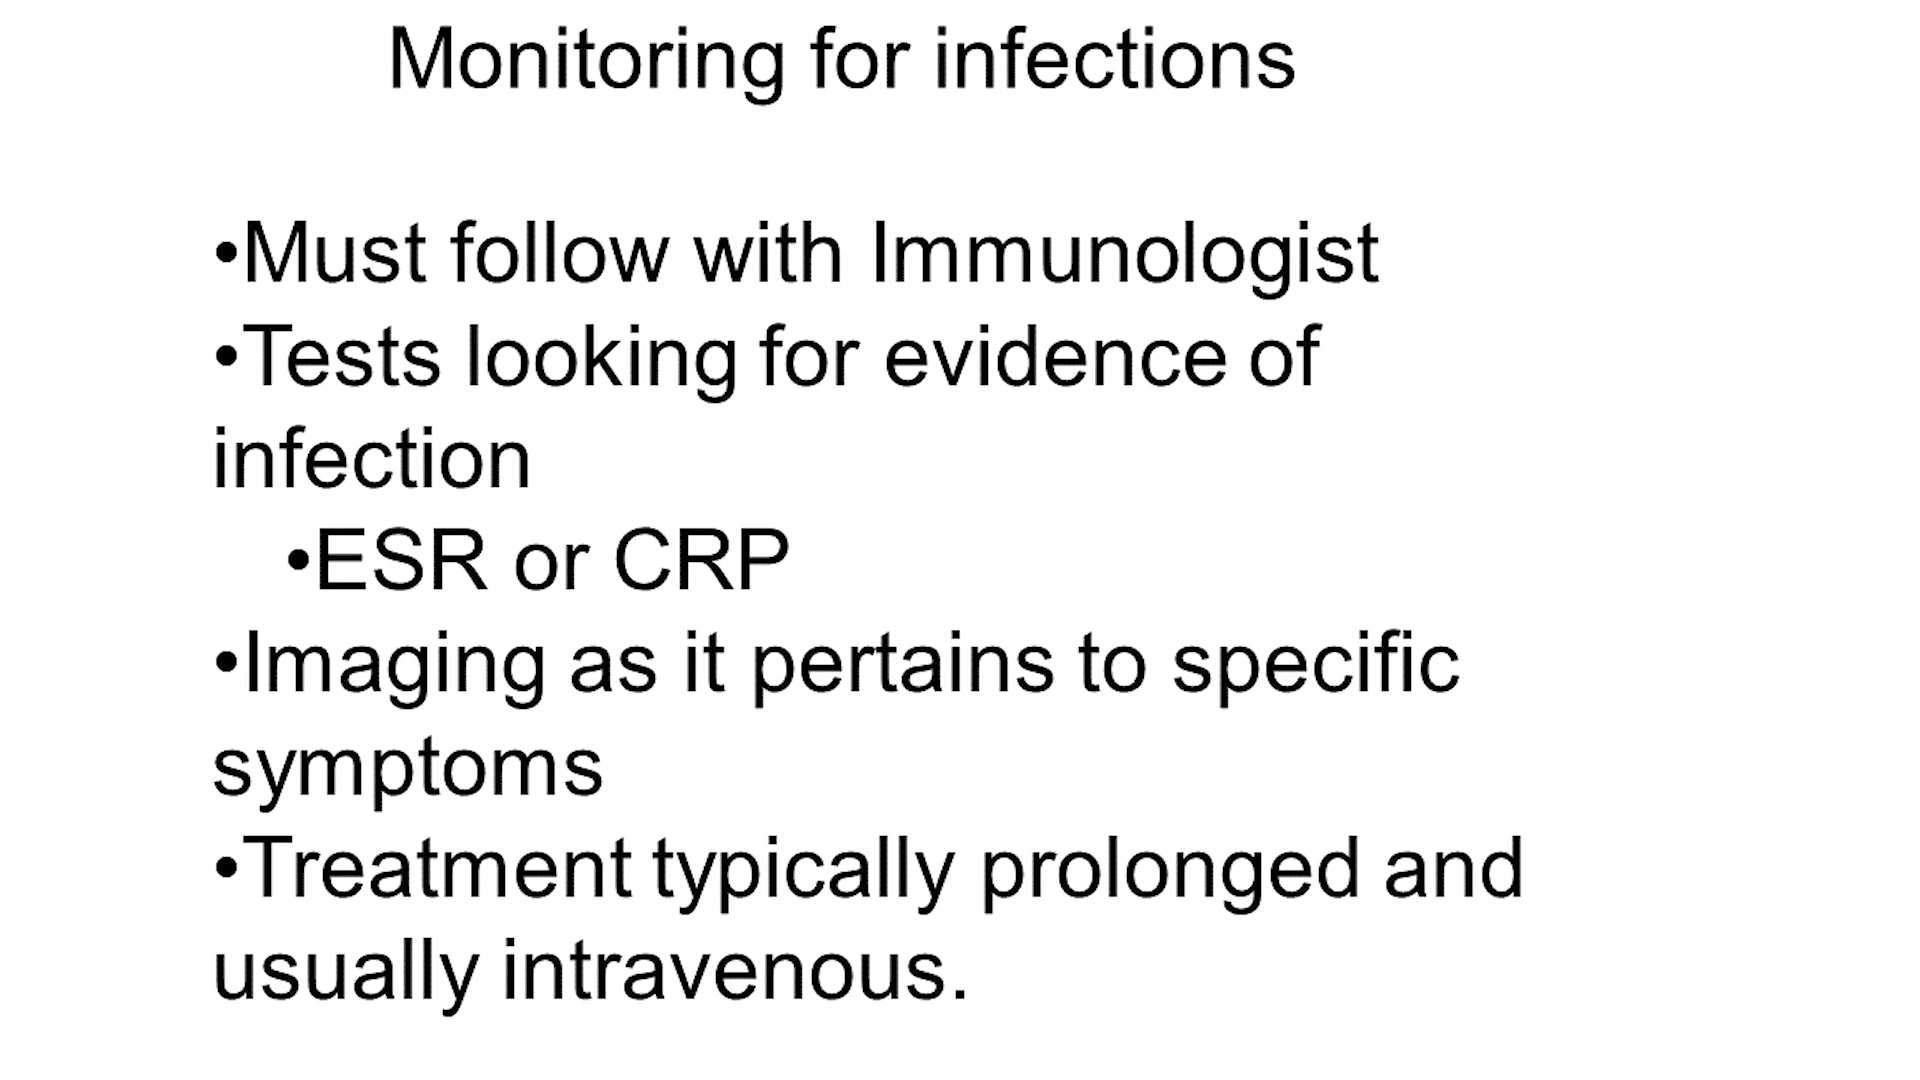 Monitoring for infections
•Must follow with Immunologist
•Tests looking for evidence of
infection
•ESR or CRP
•Imaging as it pertains to specific
symptoms
•Treatment typically prolonged and
usually intravenous.